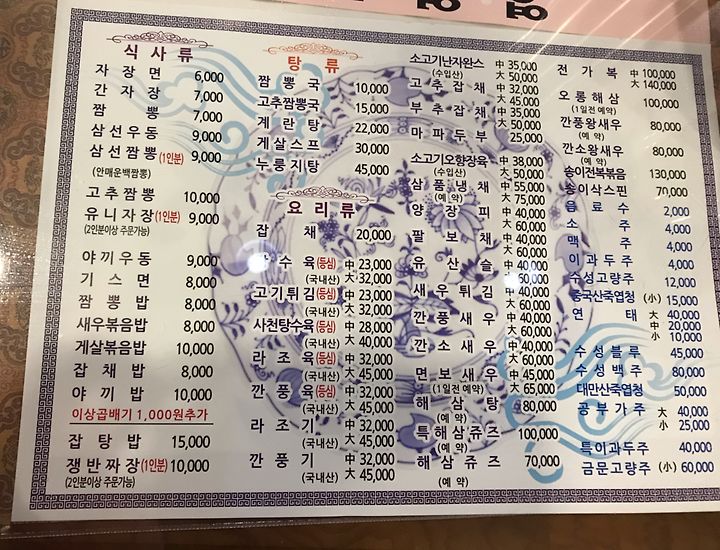 식사류
자장면 6,000
간자장 7,000
짬뽕 7,000
삼선우동 9,000
삼선짬뽕(1인분) 9,000
(안매운백짬뽕)
고추짬뽕 10,000
유니자장(1인분) 9,000
(2인분이상 주문가능)
야끼우동 9,000
기스면 8,000
짬뽕밥 8,000
새우볶음밥 8,000
게살볶음밥 10,000
잡채밥 8,000
야끼밥 10,000
이상곱배기 1,000원추가
잡탕밥 15,000
쟁반짜장(1인분) 10,000
(2인분이상 주문가능)
탕류
짬뽕국 10,000
고추짬뽕국 15,000
계란탕 22,000
게살스프 30,000
누룽지탕 45,000
요리류
잡채 20,000
수육(등심) 中 23,000
(국내산) 大 32,000
고기튀김(등심) 中 23,000
(국내산) 大 32,000
사천탕수육(등심) 中 28,000
(국내산) 大 40,000
라조육(등심) 中 32,000
(국내산) 大 45,000
깐풍육(등심) 中 32,000
(국내산) 大 45,000
라조기 中 32,000
大 45,000
깐풍기 中 32,000
(국내산) 大 45,000
소고기난자완스 中 35,000
(수입산) 大 50,000
고추잡채 中 32,000
大 45,000
부추잡채 中 35,000
大 50,000
마파두부 25,000
소고기오향장육 中 38,000
(수입산) 大 50,000
삼품냉채 中 55,000
(예약) 大 75,000
양장피 中 40,000
大 60,000
팔보채 中 40,000
大 60,000
유산슬 中 40,000
大 60,000
새우튀김 中 40,000
大 60,000
깐풍새우 中 40,000
大 60,000
깐소새우 中 40,000
大 60,000
면보새우 中 60,000
(1일전 예약) 大 80,000
해삼탕 80,000
(예약)
특해삼쥬즈 100,000
(예약)
해삼쥬즈 70,000
(예약)
전가복 中 100,000
大 140,000
오룡해삼 100,000
(1일전 예약)
깐풍왕새우 80,000
(예약)
깐소왕새우 80,000
(예약)
송이전복볶음 130,000
송이삭스핀 70,000
음료수 2,000
소주 4,000
맥주 4,000
이과두주 4,000
수성고량주 12,000
중국산죽엽청 (小) 15,000
연태 大 40,000
中 20,000
小 10,000
수성블루 45,000
수성백주 80,000
대만산죽엽청 50,000
공부가주 大 40,000
小 25,000
특이과두주 40,000
금문고량주 (小) 60,000